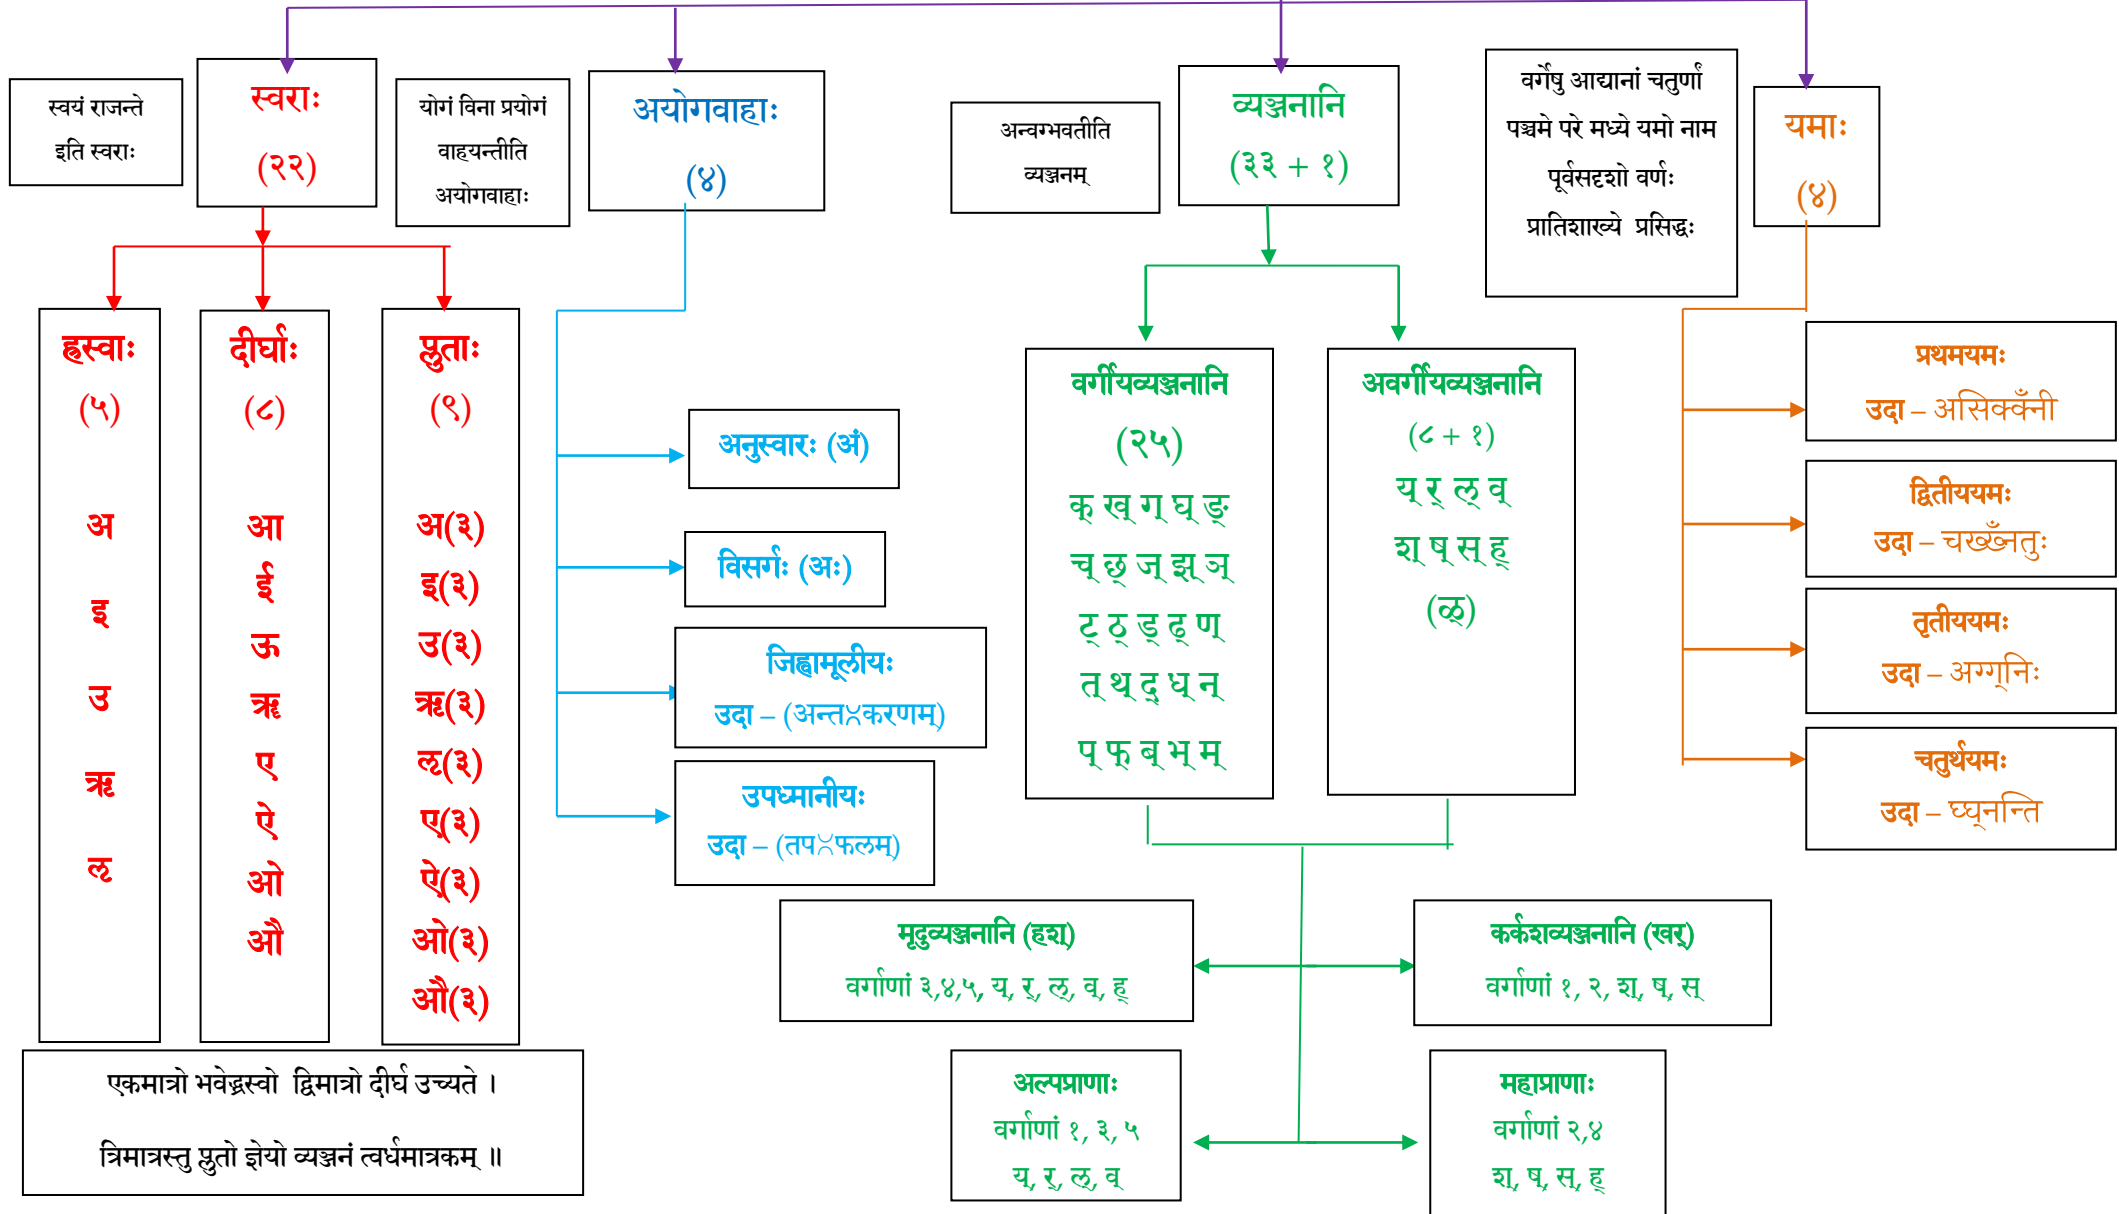 स्वयं राजन्ते
इति स्वराः
स्वराः
(२२)
योगं विना प्रयोगं
वाहयन्तीति
अयोगवाहाः
अयोगवाहाः
(४)
अन्वग्भवतीति
व्यञ्जनम्
व्यञ्जनानि
(३३ + १)
वर्गेषु आद्यानां चतुर्णां
पञ्चमे परे मध्ये यमो नाम
पूर्वसदृशो वर्णः
प्रातिशाख्ये प्रसिद्धः
यमाः
(४)
ह्रस्वाः
(५)
अ
इ
उ
ऋ
ऌ
दीर्घाः
(८)
आ
ई
ऊ
ॠ
ए
ऐ
ओ
औ
प्लुताः
(९)
अ(३)
इ(३)
उ(३)
ऋ(३)
ऌ(३)
ए(३)
ऐ(३)
ओ(३)
औ(३)
एकमात्रो भवेद्ध्रस्वो द्विमात्रो दीर्घ उच्यते ।
त्रिमात्रस्तु प्लुतो ज्ञेयो व्यञ्जनं त्वर्धमात्रकम् ॥
अनुस्वारः (अं)
विसर्गः (अः)
जिह्वामूलीयः
उदा – (अन्तᳵकरणम्)
उपध्मानीयः
उदा – (तपᳶफलम्)
वर्गीयव्यञ्जनानि
(२५)
क् ख् ग् घ् ङ्
च् छ् ज् झ् ञ्
ट् ठ् ड् ढ् ण्
त् थ् द् ध् न्
प् फ् ब् भ् म्
अवर्गीयव्यञ्जनानि
(८ + १)
य् र् ल् व्
श् ष् स् ह्
(ळ्)
मृदुव्यञ्जनानि (हश्)
वर्गाणां ३,४,५, य्, र्, ल्, व्, ह्
कर्कशव्यञ्जनानि (खर्)
वर्गाणां १, २, श्, ष्, स्
अल्पप्राणाः
वर्गाणां १, ३, ५
य्, र्, ल्, व्
महाप्राणाः
वर्गाणां २,४
श्, ष्, स्, ह्
प्रथमयमः
उदा – असिक्क्ँनी
द्वितीययमः
उदा – चख्ख्ँनतुः
तृतीययमः
उदा – अग्ग्निः
चतुर्थयमः
उदा – घ्घ्नन्ति